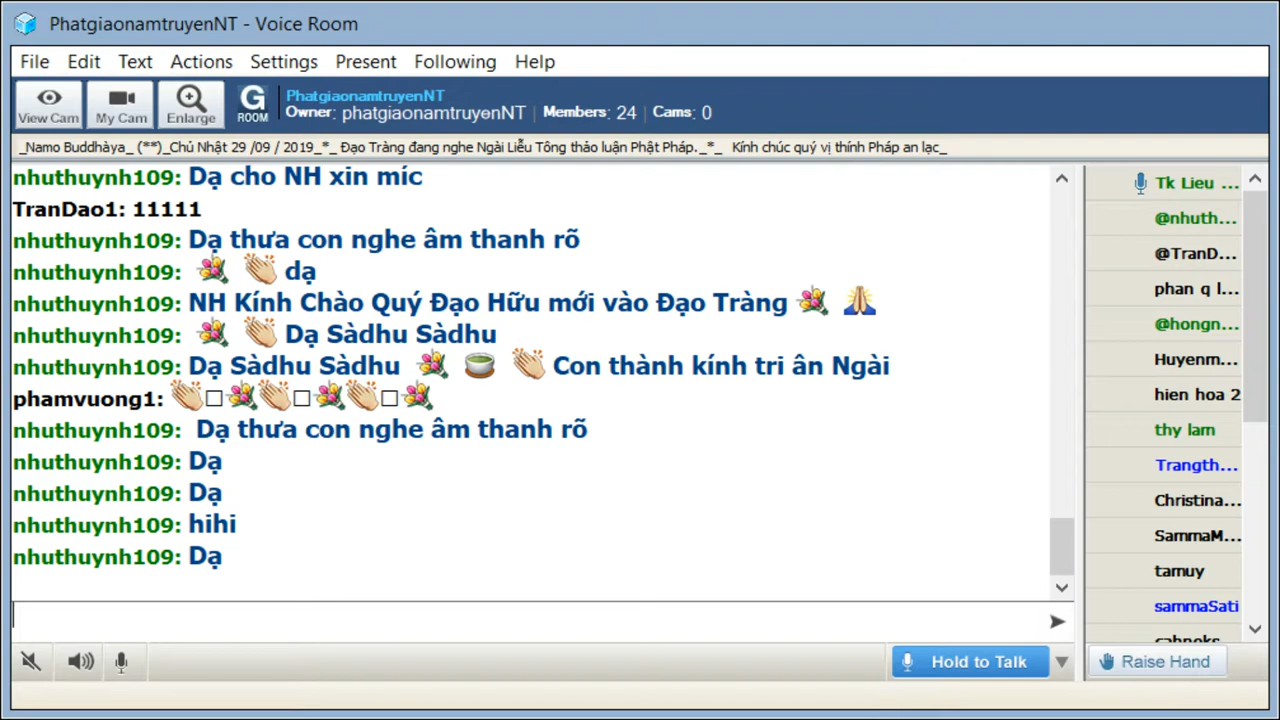 PhatgiaonamtruyenNT - Voice Room
File Edit Text Actions Settings Present Following Help
View Cam
My Cam
Enlarge
G
ROOM
PhatgiaonamtruyenNT
Owner: phatgiaonamtruyenNT | Members: 24 | Cams: 0
_Namo Buddhàya_ (**)_Chủ Nhật 29 /09 / 2019_*_ Đạo Tràng đang nghe Ngài Liễu Tông thảo luận Phật Pháp._*_ Kính chúc quý vị thính Pháp an lạc_
nhuthuynh109: Dạ cho NH xin míc
TranDao1: 11111
nhuthuynh109: Dạ thưa con nghe âm thanh rõ
nhuthuynh109: 💐 👏 dạ
nhuthuynh109: NH Kính Chào Quý Đạo Hữu mới vào Đạo Tràng 💐 🙏
nhuthuynh109: 💐 👏 Dạ Sàdhu Sàdhu
nhuthuynh109: Dạ Sàdhu Sàdhu 💐 🍵 👏 Con thành kính tri ân Ngài
phamvuong1: 👏□💐👏□💐👏□💐
nhuthuynh109: Dạ thưa con nghe âm thanh rõ
nhuthuynh109: Dạ
nhuthuynh109: Dạ
nhuthuynh109: hihi
nhuthuynh109: Dạ
Tk Lieu ...
@nhuth...
@TranD...
phan q l...
@hongn...
Huyenm...
hien hoa 2
thy lam
Trangth...
Christina...
SammaM...
tamuy
sammaSati
Hold to Talk
Raise Hand